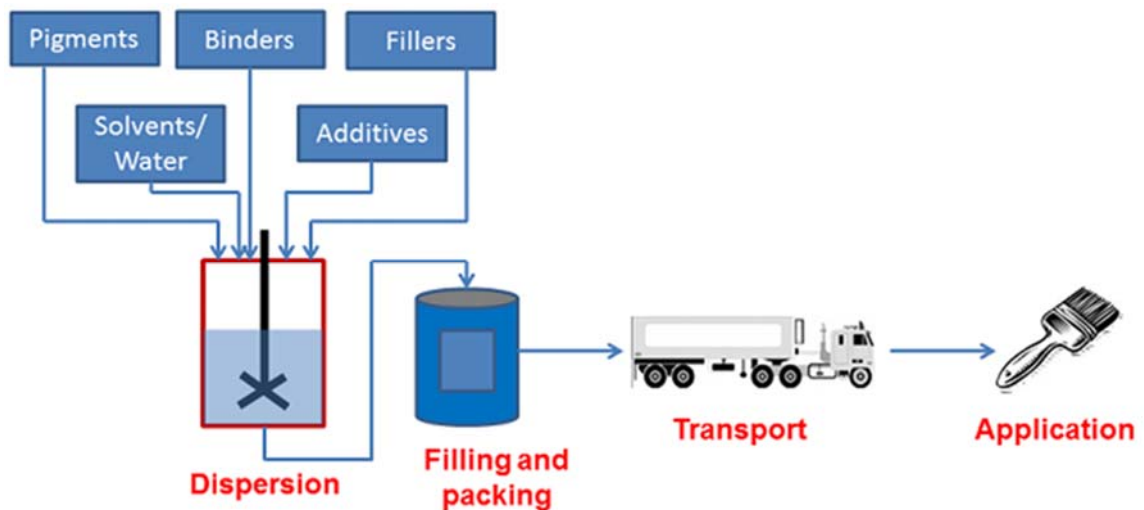 Pigments
Binders
Fillers
Solvents/
Water
Additives
Dispersion
Filling and
packing
Transport
Application